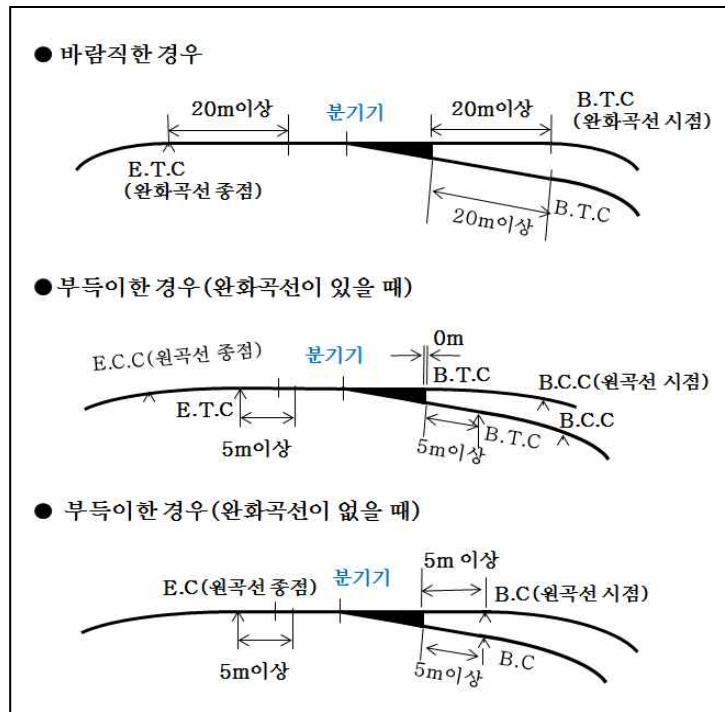 ● 바람직한 경우
20m이상
분기기
20m이상
B.T.C
(완화곡선 시점)
E.T.C
(완화곡선 종점)
B.T.C
20m이상
●부득이한 경우(완화곡선이 있을 때)
0m
E.C.C(원곡선 종점)
분기기
B.T.C
B.C.C(원곡선 시점)
E.T.C
B.T.C
B.C.C
5m이상
5m이상
● 부득이한 경우(완화곡선이 없을 때)
5m 이상
E.C(원곡선 종점)
분기기
B.C(원곡선 시점)
B.C
5m이상
5m이상